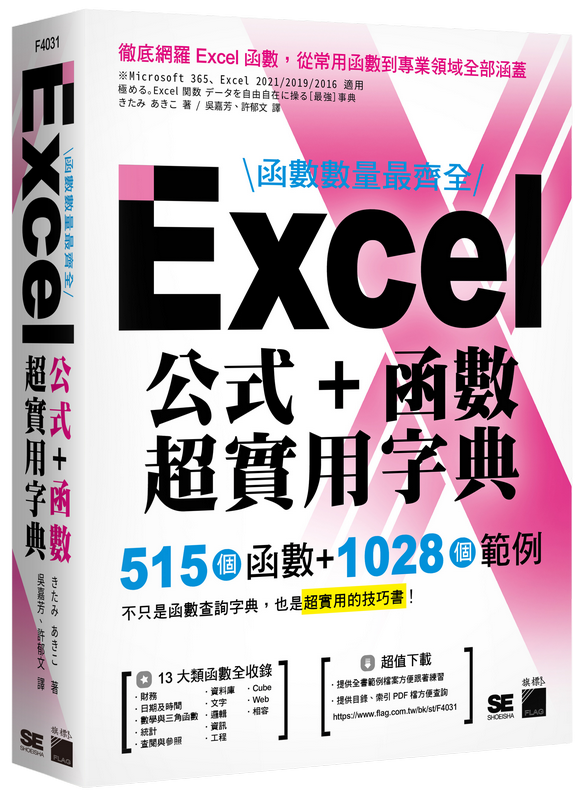 F4031
Excel
\函數數量最齊全/
公式+函數
超實用字典
きたみ あきこ 著
吳嘉芳、許郁文 譯
SE
SHOEISHA
旗標
FLAG
徹底網羅 Excel 函數,從常用函數到專業領域全部涵蓋
※Microsoft 365、Excel 2021/2019/2016 適用
極める。Excel 関数 データを自由自在に操る[最強]事典
きたみ あきこ 著 / 吳嘉芳、許郁文 譯
\函數數量最齊全/
Excel
公式+函數
超實用字典
515個函數+1028個範例
不只是函數查詢字典,也是超實用的技巧書!
13 大類函數全收錄
・財務
・日期及時間
・數學與三角函數
・統計
・查閱與參照
・資料庫
・文字
・邏輯
・資訊
・工程
・Cube
・Web
・相容
超值下載
・提供全書範例檔案方便跟著練習
・提供目錄、索引 PDF 檔方便查詢
https://www.flag.com.tw/bk/st/F4031
SE
SHOEISHA
旗標
FLAG